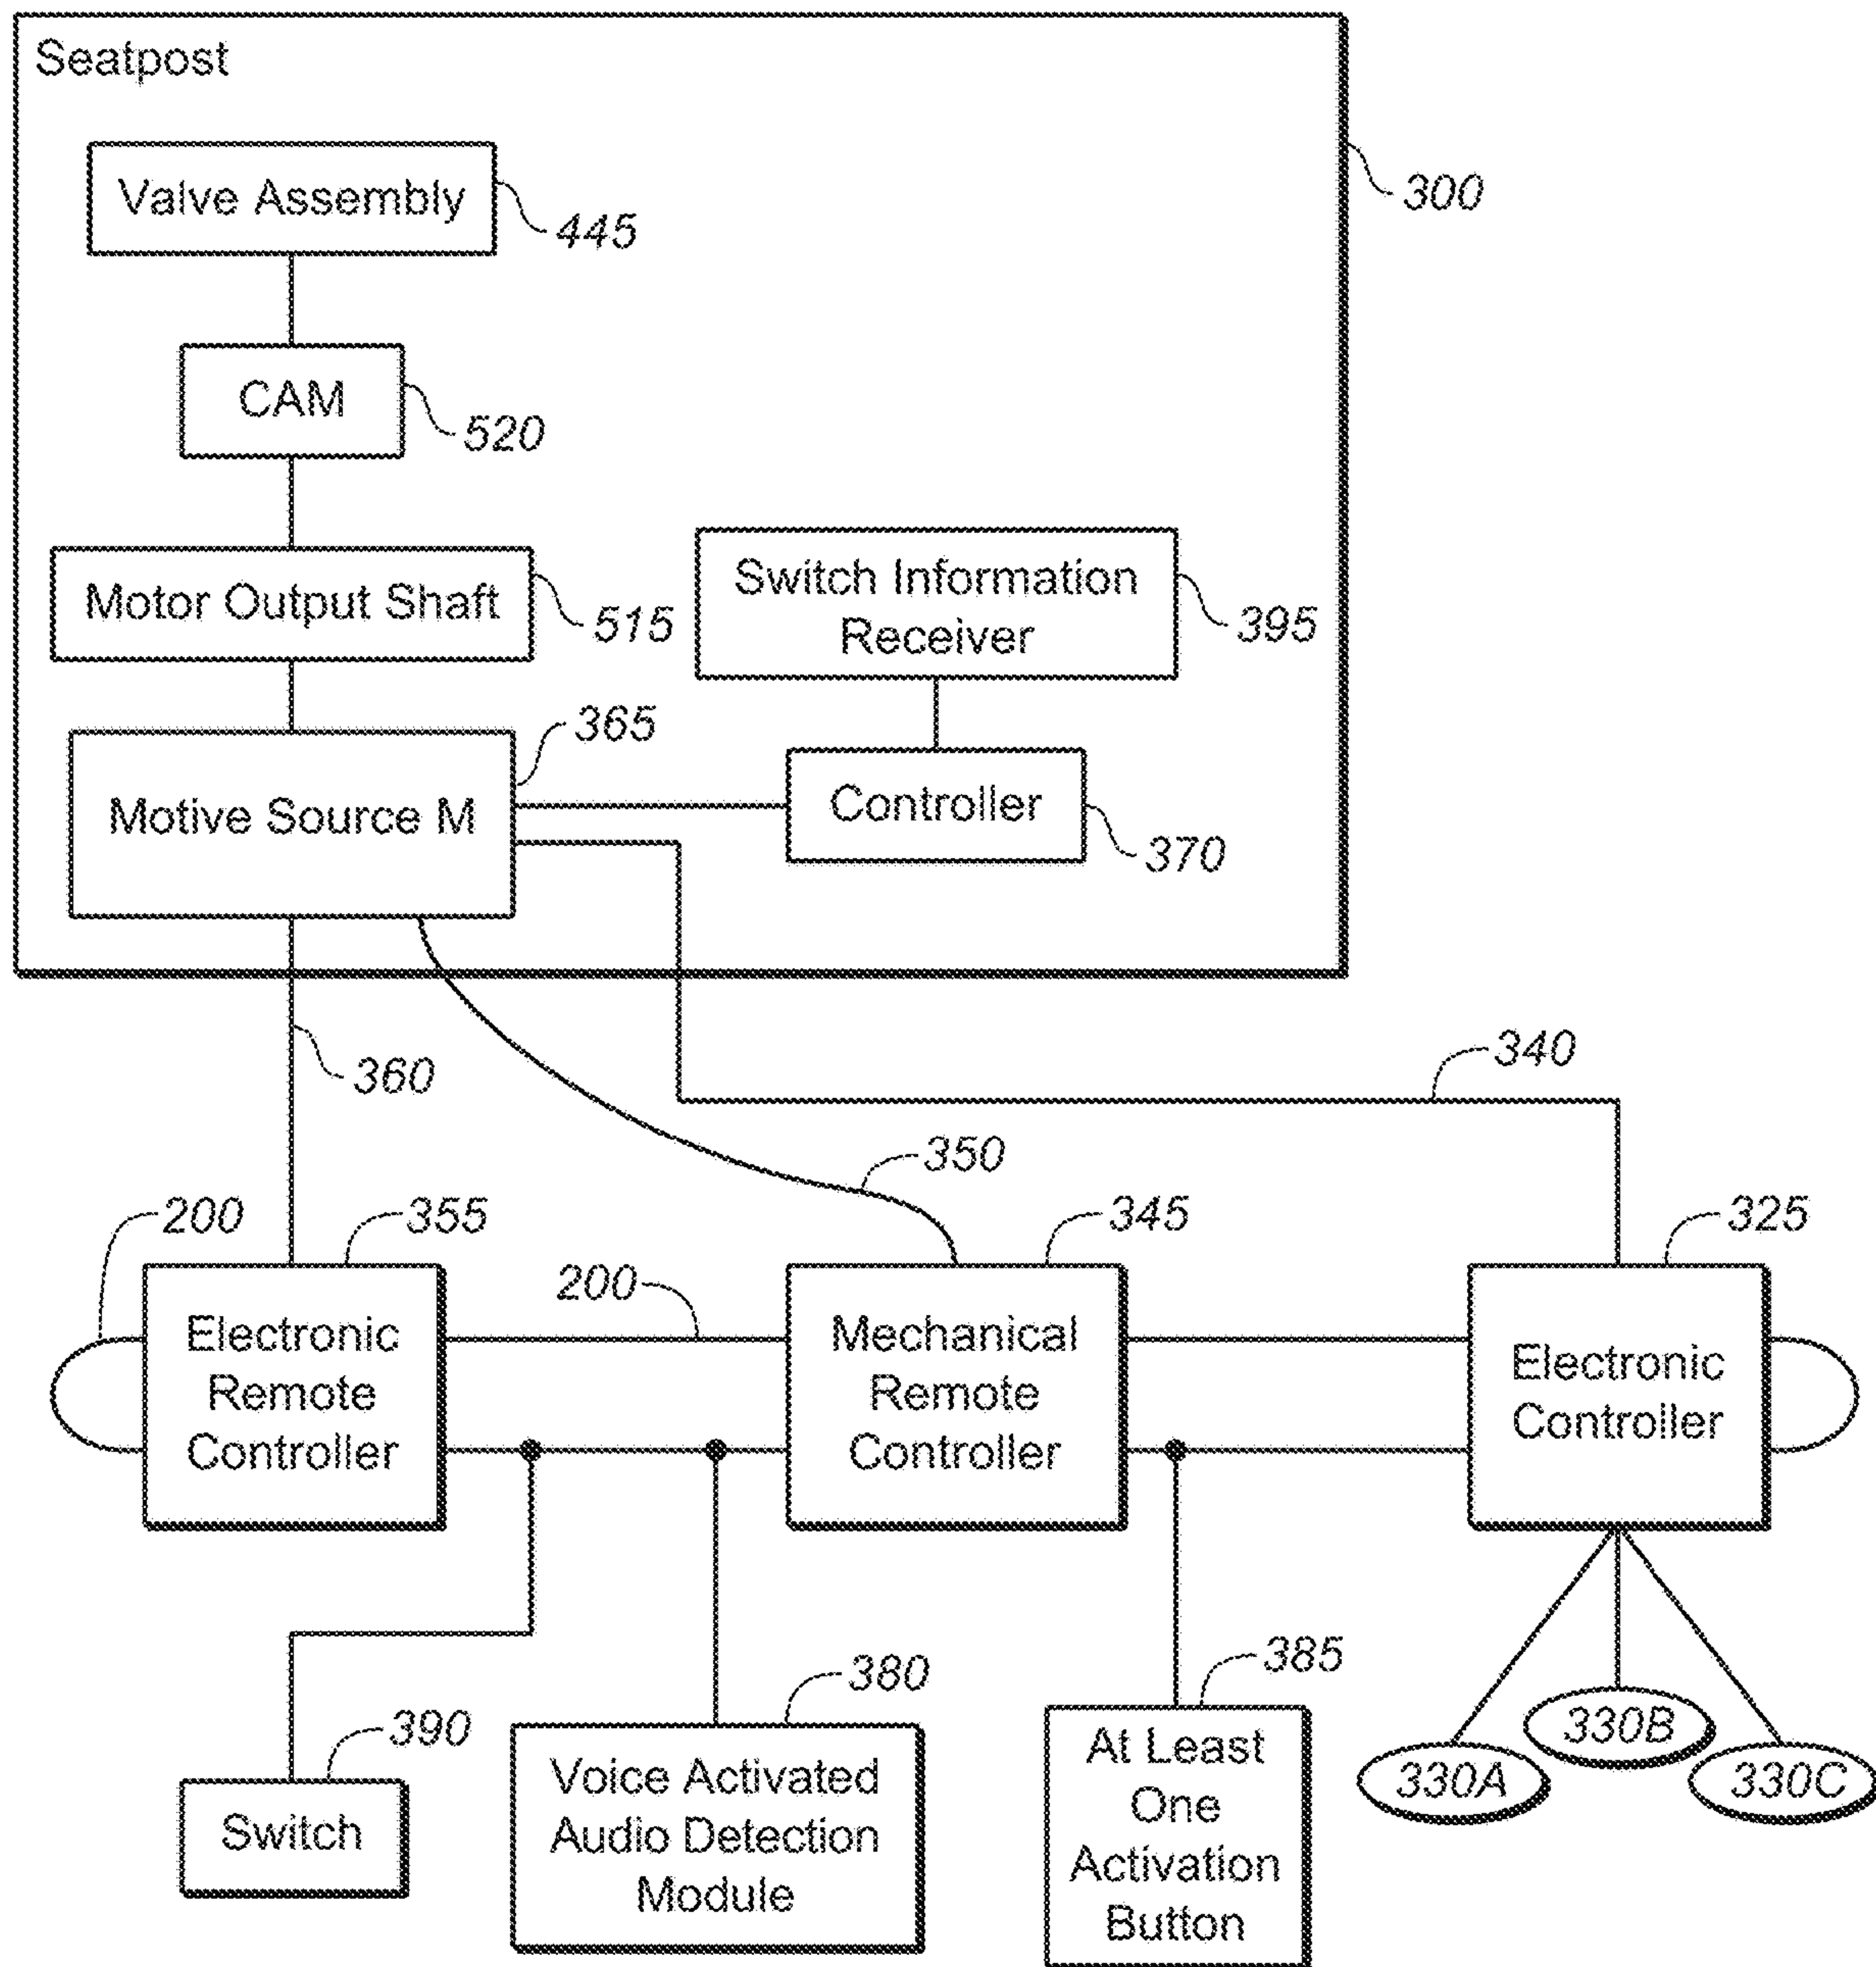 Seatpost
300
Valve Assembly
445
CAM
520
Motor Output Shaft
515
Switch Information
Receiver
395
365
Motive Source M
Controller
370
360
340
350
200
355
345
325
200
Electronic
Remote
Controller
Mechanical
Remote
Controller
Electronic
Controller
390
Switch
380
Voice Activated
Audio Detection
Module
385
At Least
One
Activation
Button
330A
330B
330C